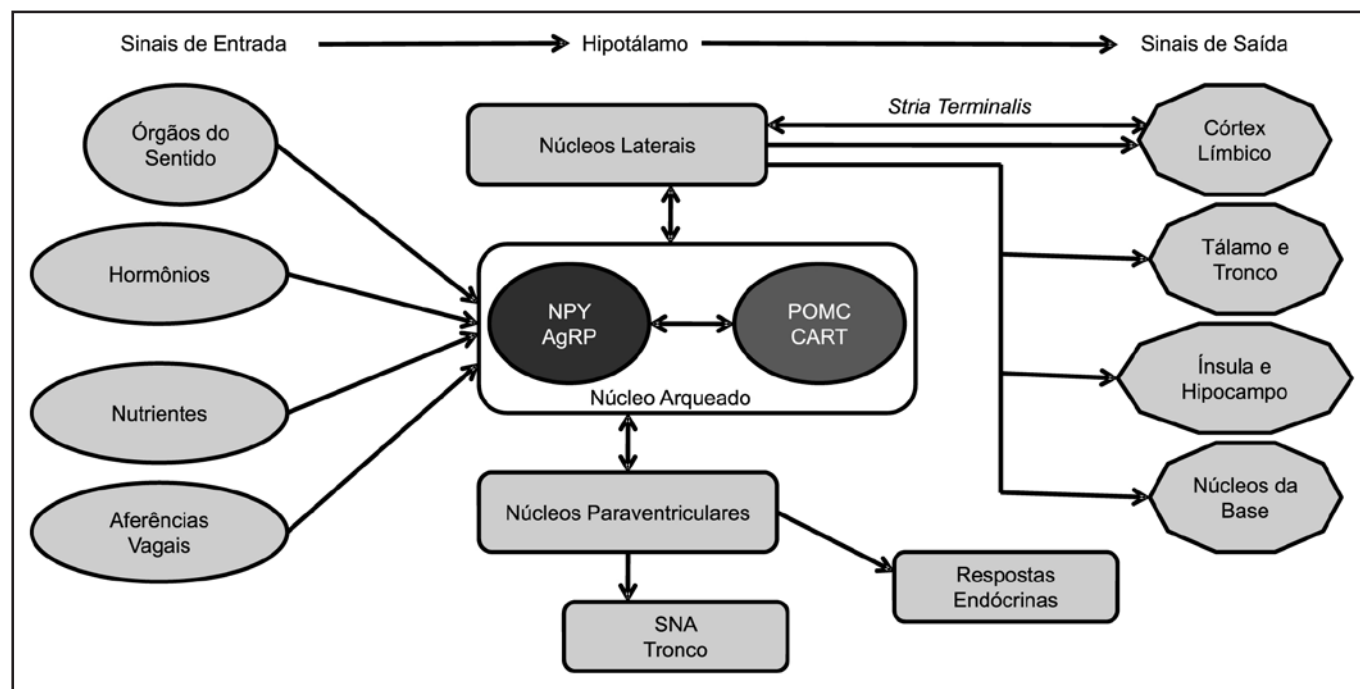 Sinais de Entrada
Hipotálamo
Sinais de Saída
Órgãos do
Sentido
Hormônios
Nutrientes
Aferências
Vagais
Núcleos Laterais
Stria Terminalis
NPY
AgRP
POMC
CART
Núcleo Arqueado
Núcleos Paraventriculares
SNA
Tronco
Respostas
Endócrinas
Córtex
Límbico
Tálamo e
Tronco
Ínsula e
Hipocampo
Núcleos da
Base